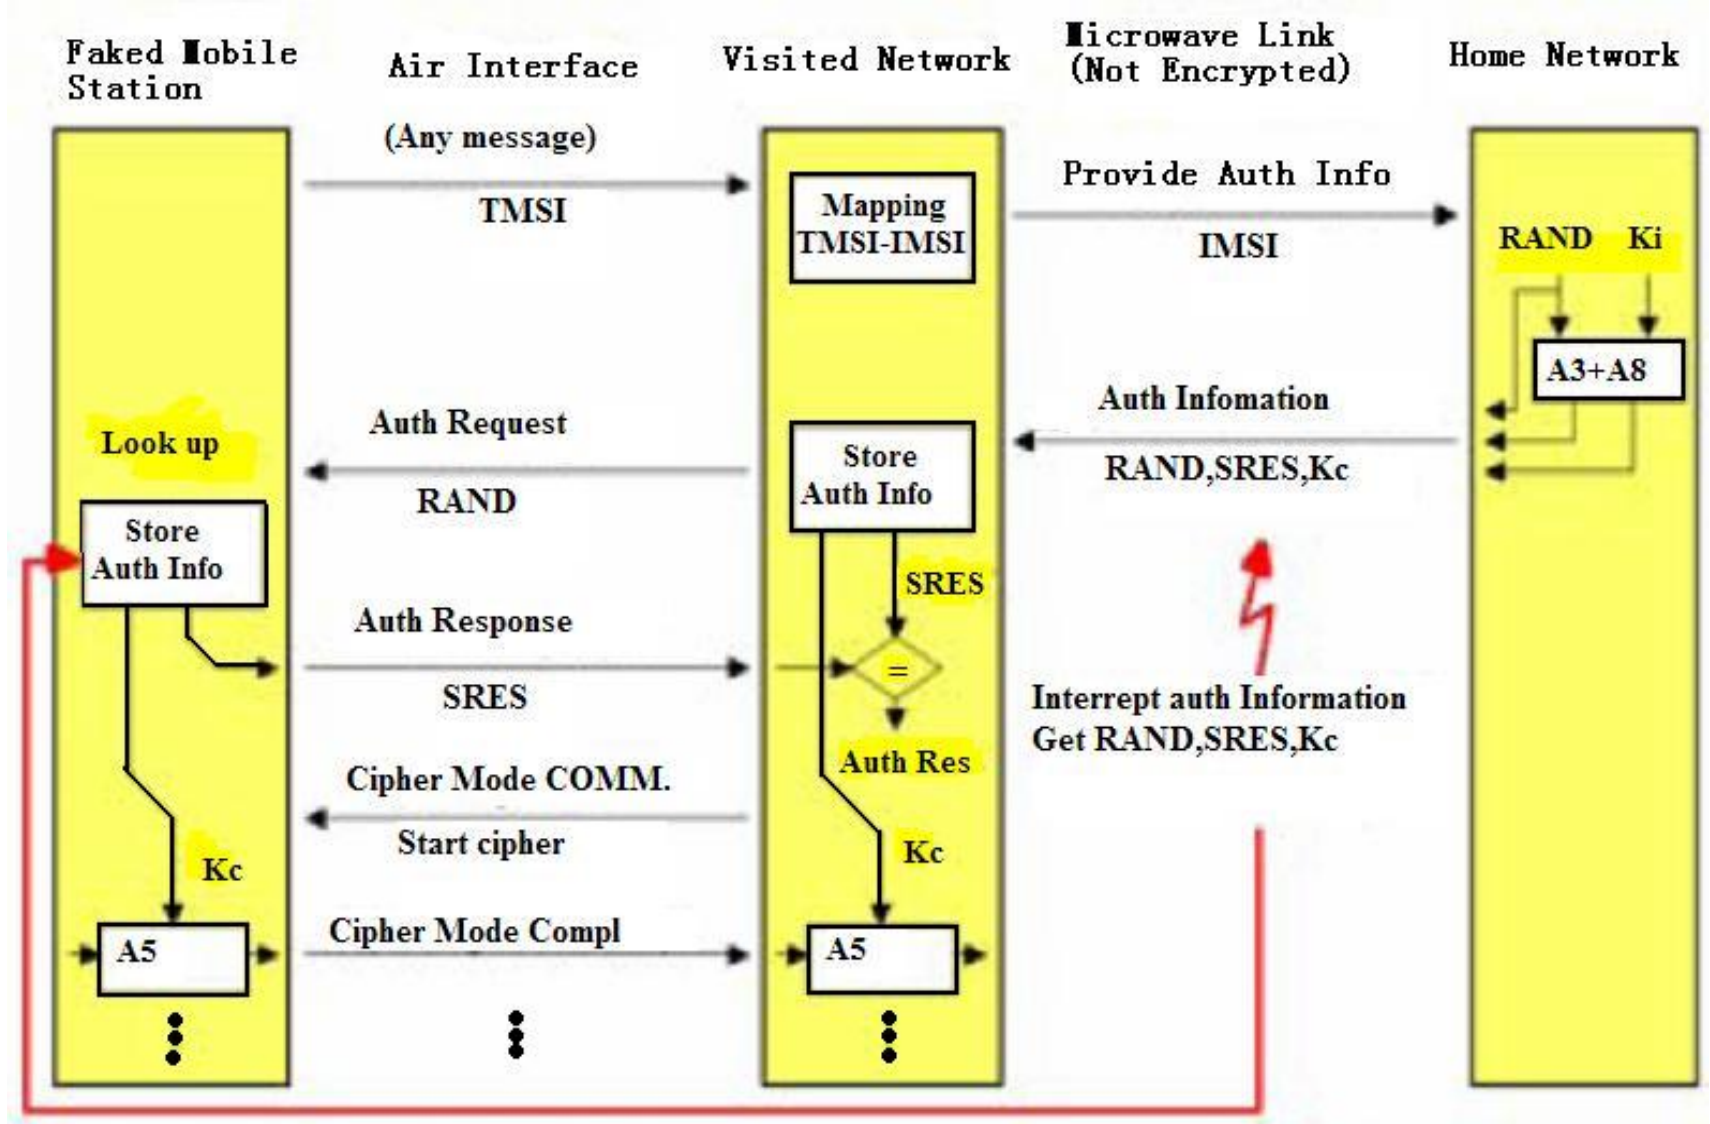 Faked Mobile
Station
Air Interface
Visited Network
Microwave Link
(Not Encrypted)
Home Network
(Any message)
TMSI
Mapping
TMSI-IMSI
Provide Auth Info
IMSI
RAND Ki
A3+A8
Auth Infomation
RAND,SRES,Kc
Look up
Auth Request
RAND
Store
Auth Info
Store
Auth Info
SRES
Auth Response
SRES
=
Interrept auth Information
Get RAND,SRES,Kc
Auth Res
Cipher Mode COMM.
Start cipher
Kc
Kc
A5
Cipher Mode Compl
A5